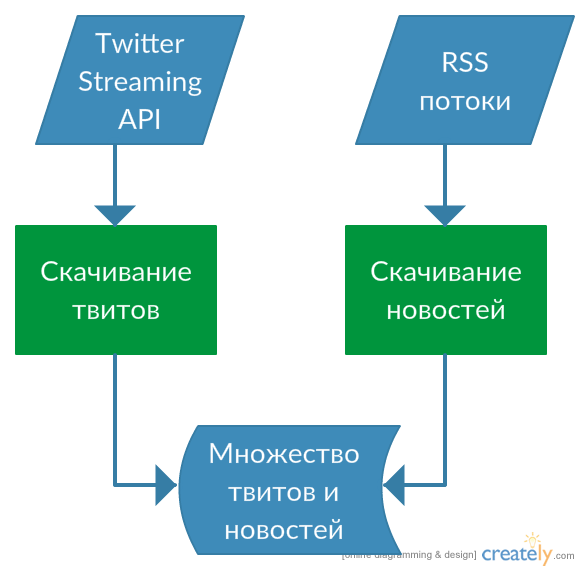 Twitter
Streaming
API
RSS
потоки
Скачивание
твитов
Скачивание
новостей
Множество
твитов и
новостей
[online diagramming & design] creately.com